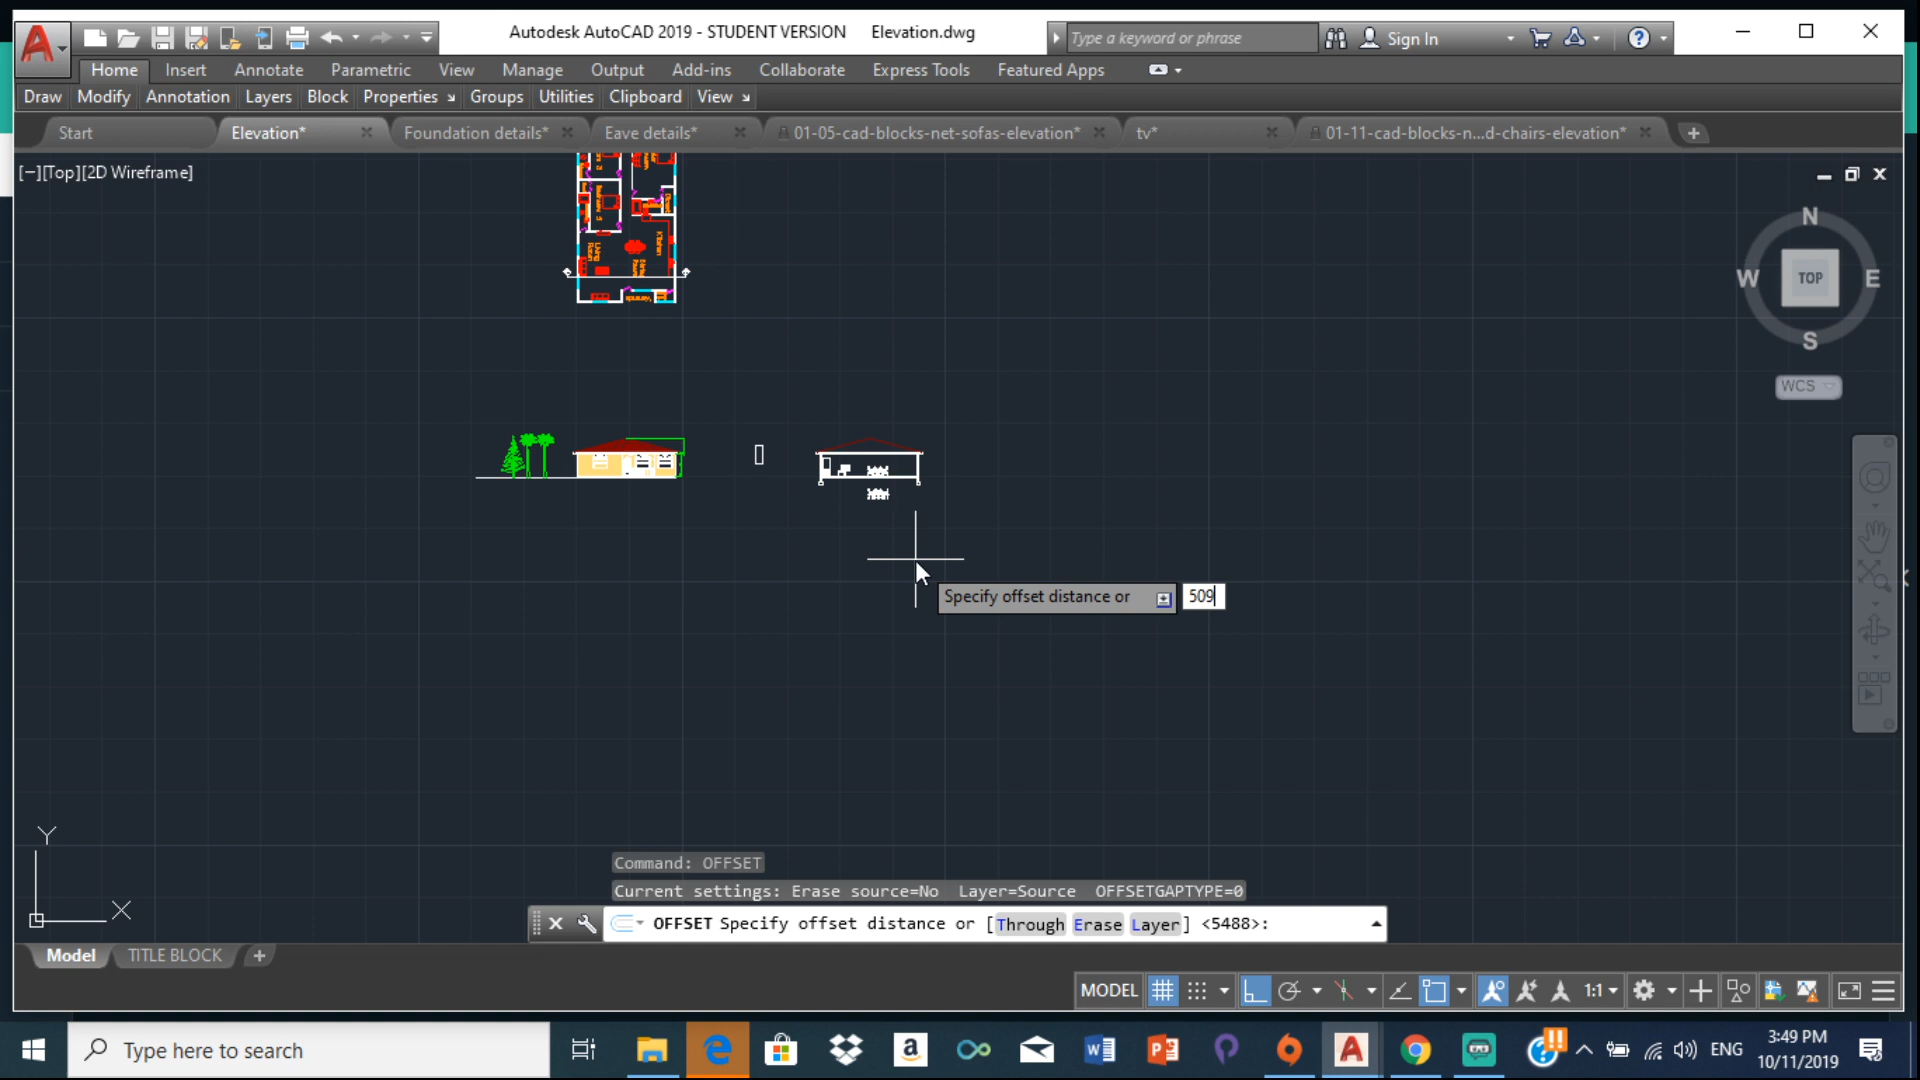 Autodesk AutoCAD 2019 - STUDENT VERSION Elevation.dwg
Type a keyword or phrase
Sign In
Home Insert Annotate Parametric View Manage Output Add-ins Collaborate Express Tools Featured Apps
Draw Modify Annotation Layers Block Properties Groups Utilities Clipboard View
Start Elevation* Foundation details* Eave details* 01-05-cad-blocks-net-sofas-elevation* tv* 01-11-cad-blocks-n...d-chairs-elevation*
[−][Top][2D Wireframe]
N
W TOP E
S
WCS
Kitchen
Living Room
Specify offset distance or 509
Y
X
Command: OFFSET
Current settings: Erase source=No Layer=Source OFFSETGAPTYPE=0
OFFSET Specify offset distance or [Through Erase Layer] <5488>:
Model TITLE BLOCK
MODEL 1:1
Type here to search
ENG
3:49 PM
10/11/2019